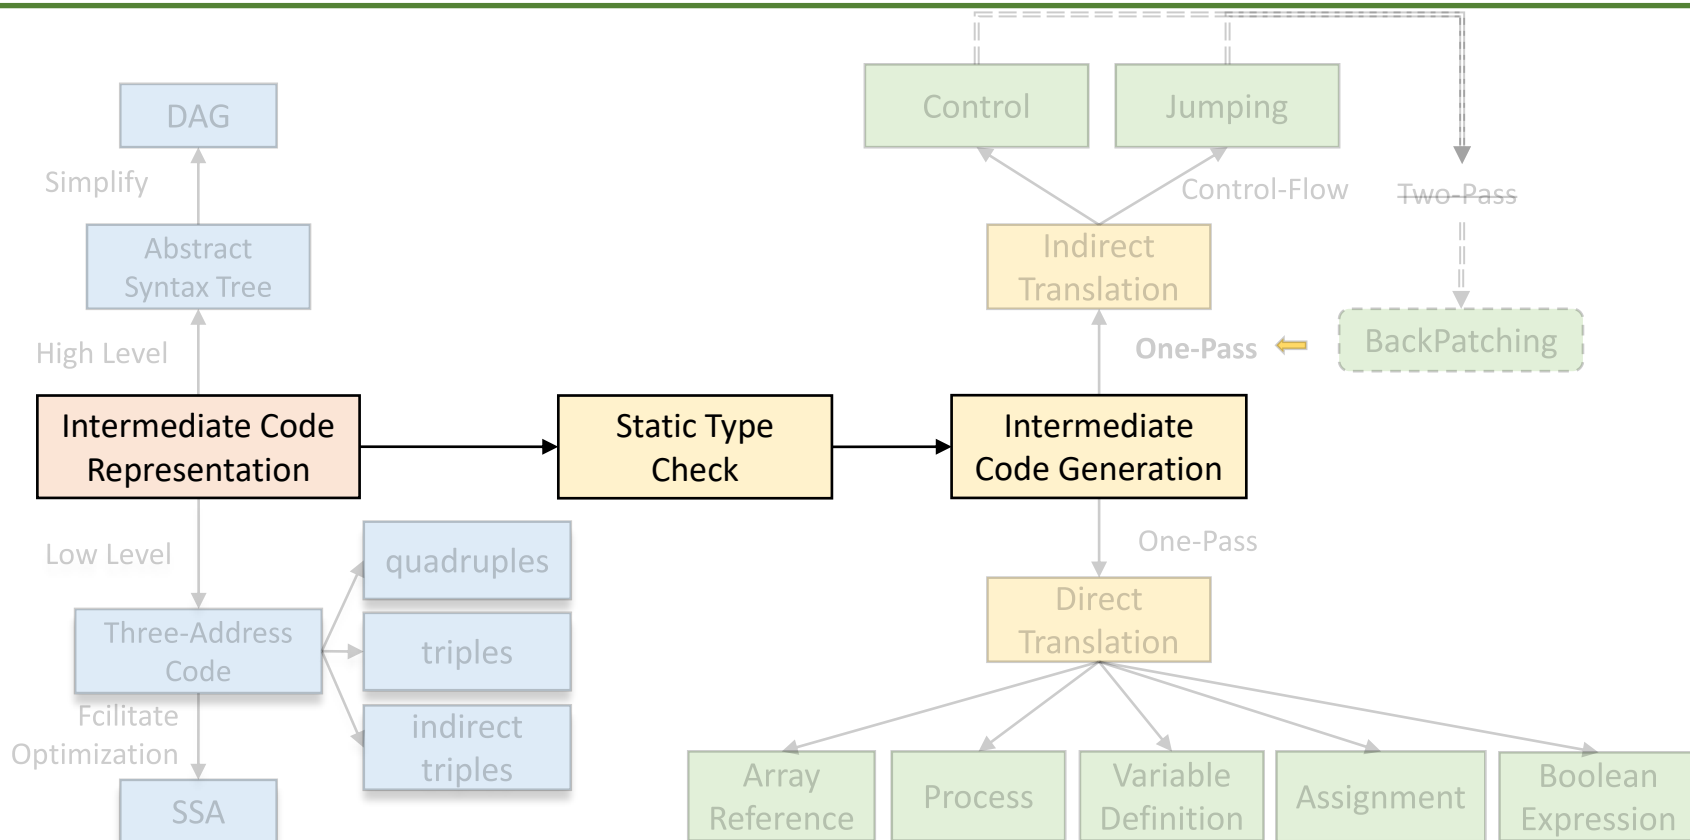 Control
Jumping
DAG
Simplify
Control-Flow
Two-Pass
Abstract
Syntax Tree
Indirect
Translation
High Level
One-Pass
BackPatching
Intermediate Code
Representation
Static Type
Check
Intermediate
Code Generation
Low Level
quadruples
One-Pass
Three-Address
Code
triples
Direct
Translation
Fcilitate
Optimization
indirect
triples
SSA
Array
Reference
Process
Variable
Definition
Assignment
Boolean
Expression